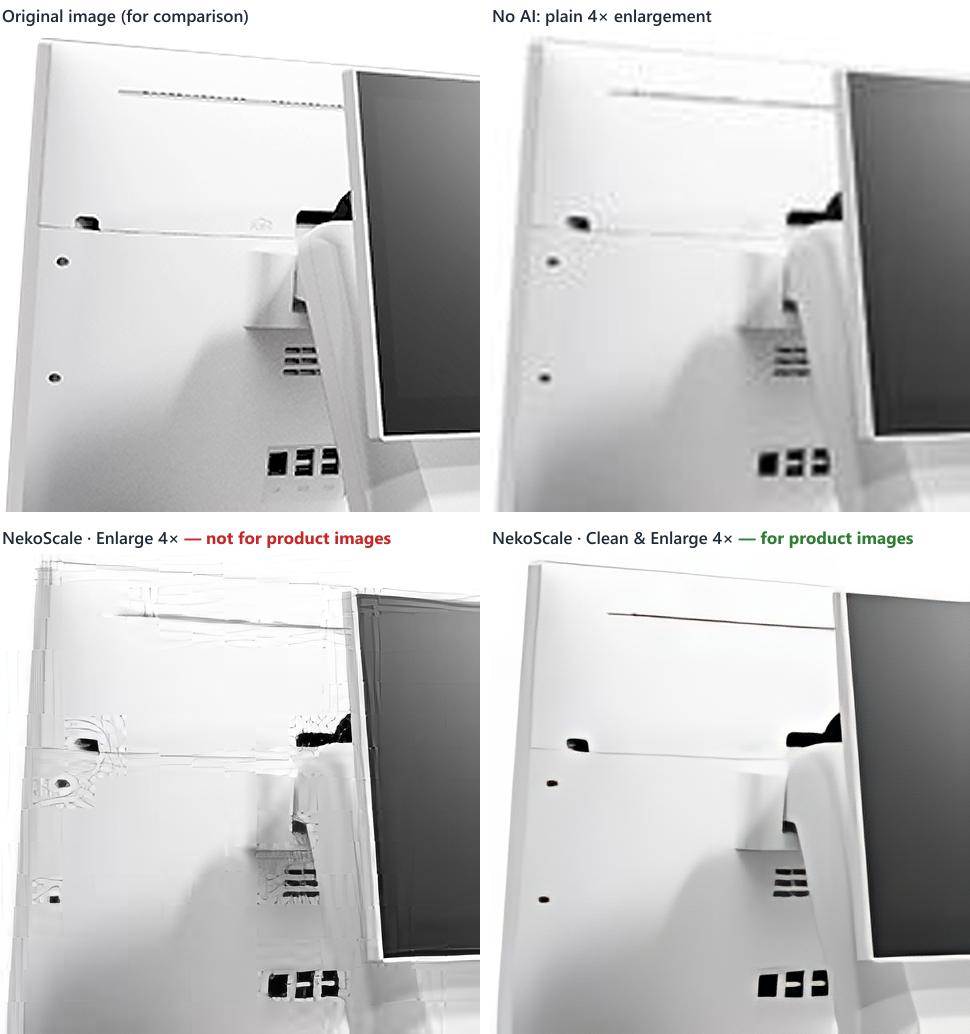 Original image (for comparison)
No AI: plain 4× enlargement
NekoScale · Enlarge 4× — not for product images
NekoScale · Clean & Enlarge 4× — for product images